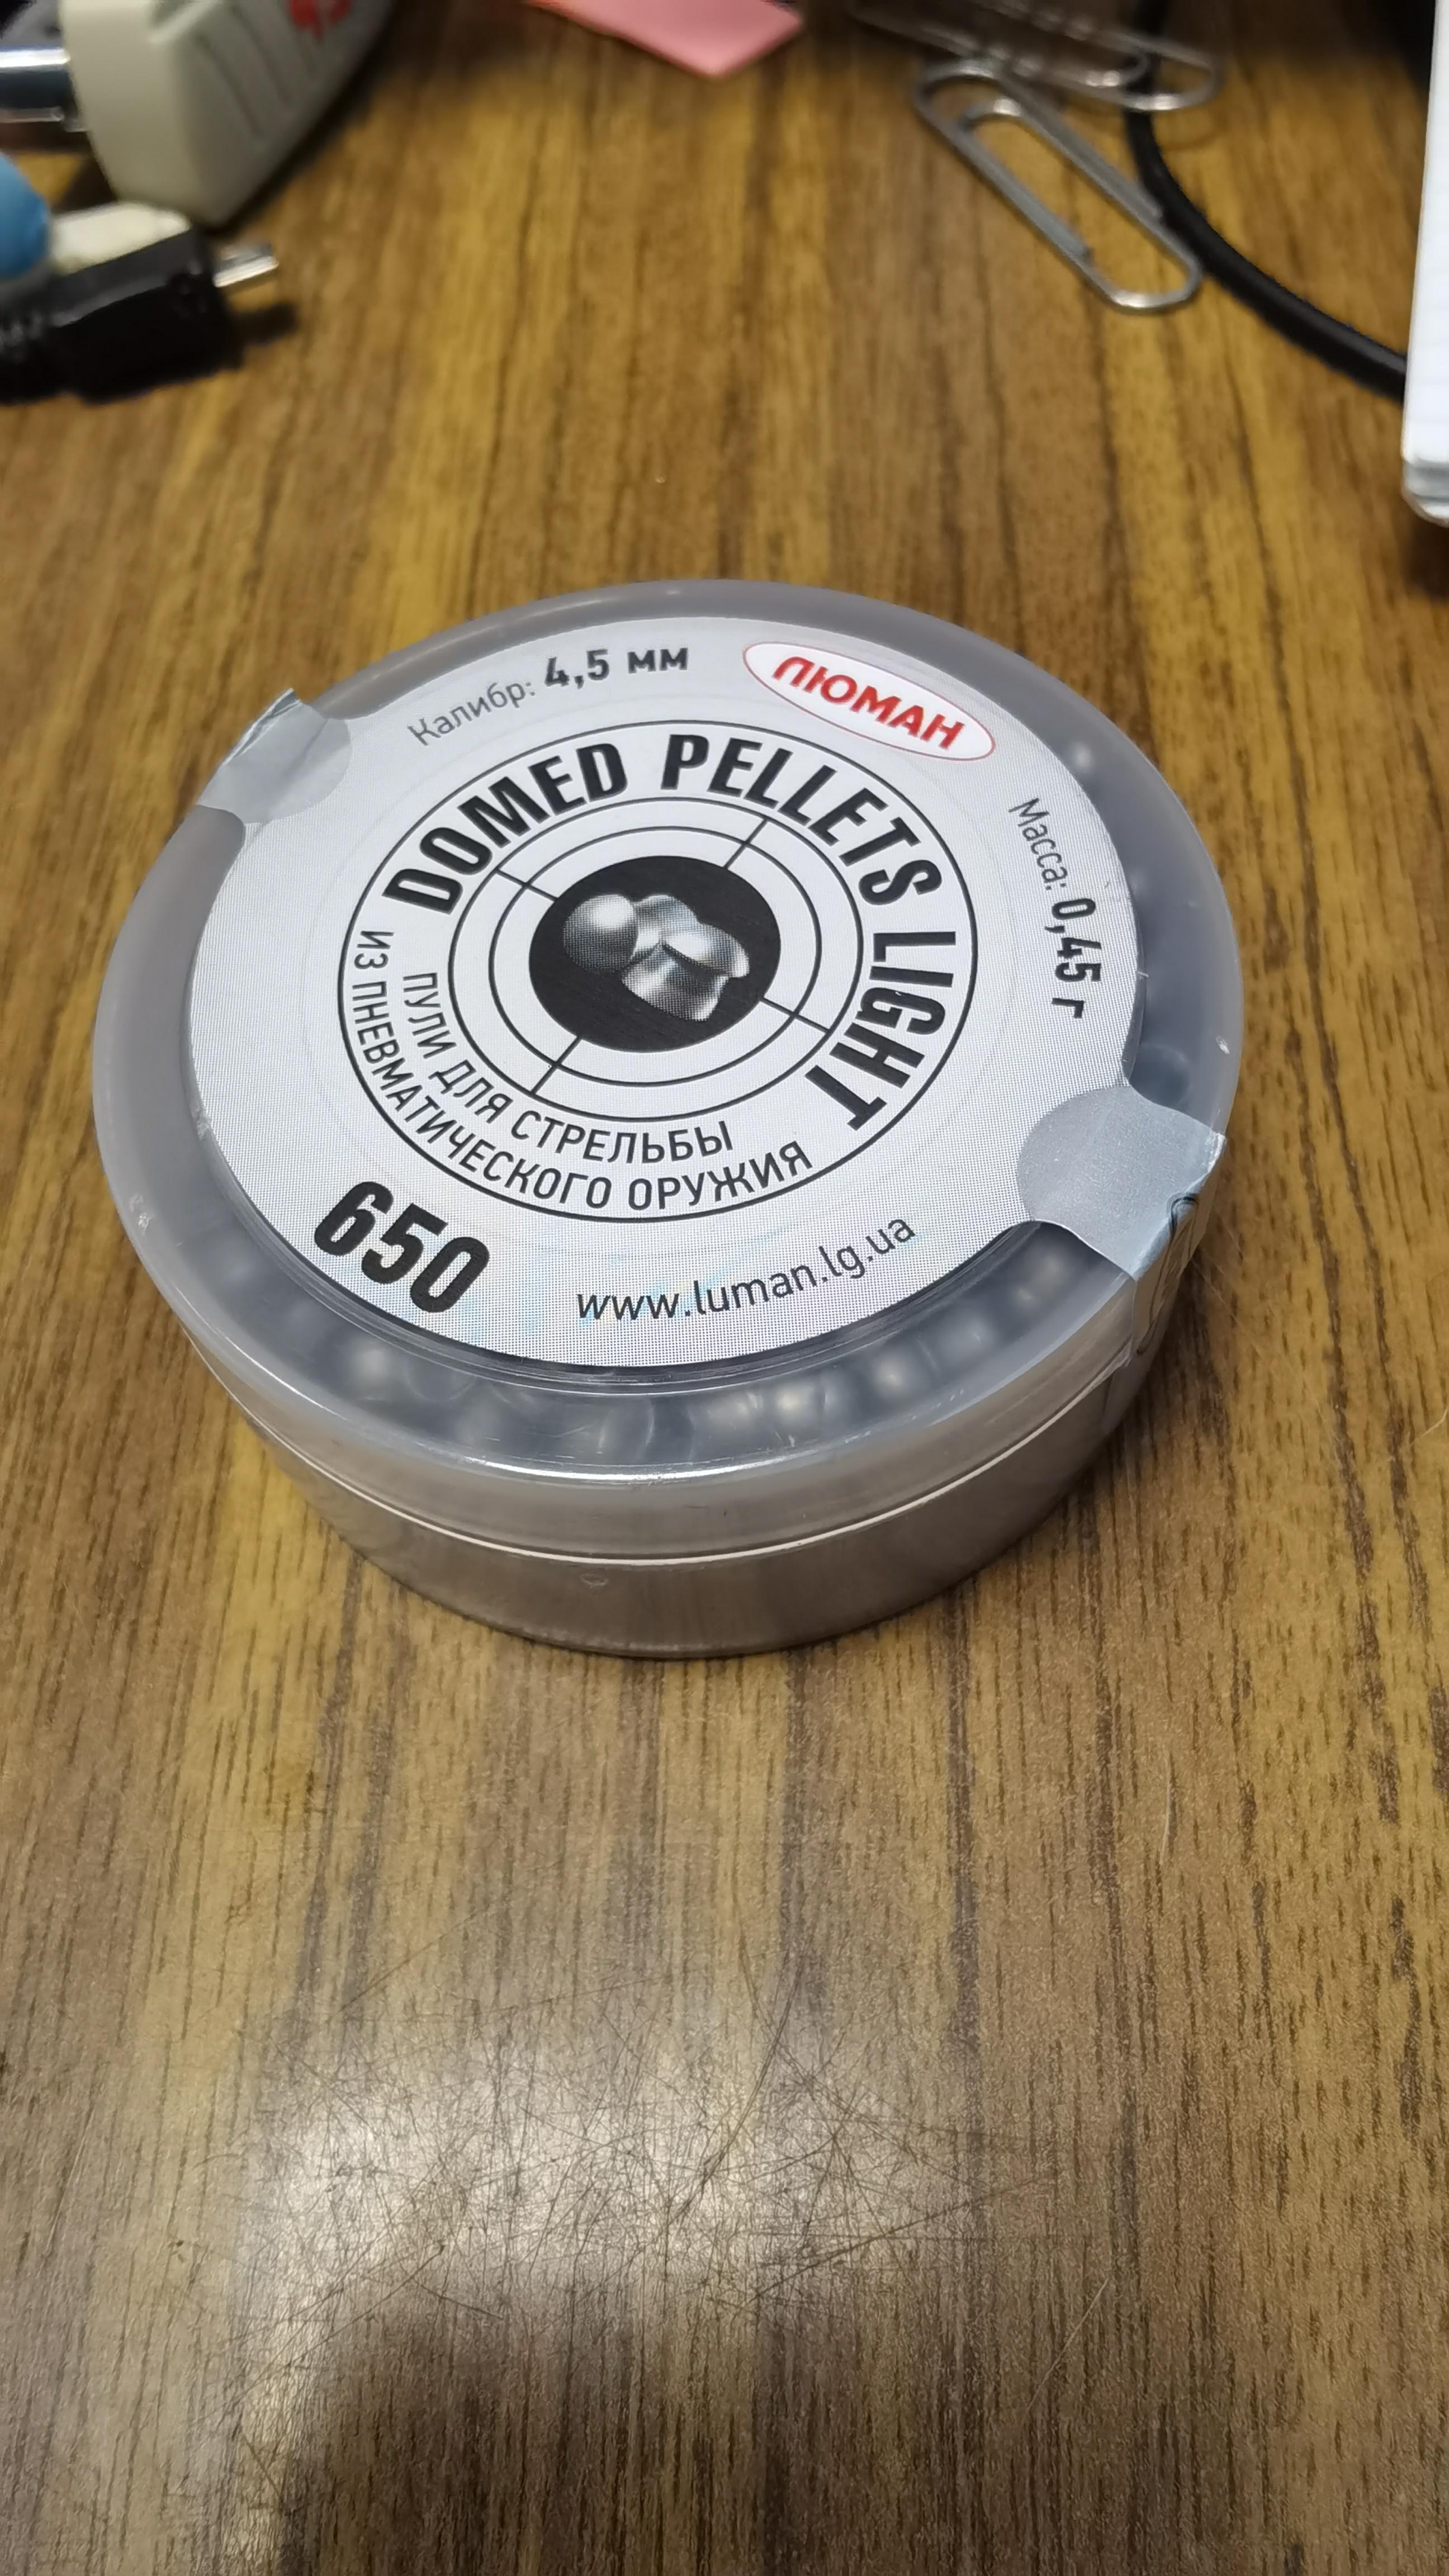 Калибр: 4,5 мм
ЛЮМАН
Масса: 0,45 г
DOMED PELLETS LIGHT
ПУЛИ ДЛЯ СТРЕЛЬБЫ
ИЗ ПНЕВМАТИЧЕСКОГО ОРУЖИЯ
650
www.luman.lg.ua